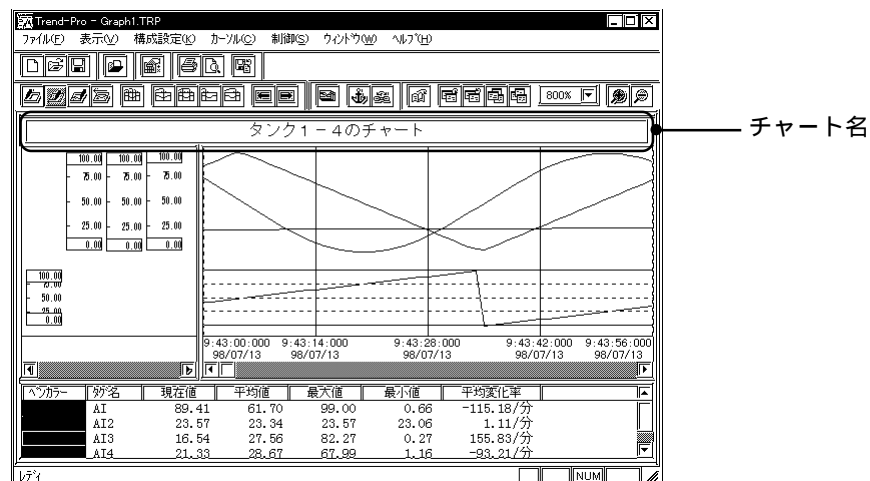 Trend-Pro - Graph1.TRP
ファイル(F) 表示(V) 構成設定(K) カーソル(C) 制御(S) ウィンドウ(W) ヘルプ(H)
800%
タンク1-4のチャート
チャート名
100.00 100.00 100.00
75.00 75.00 75.00
50.00 50.00 50.00
25.00 25.00 25.00
0.00 0.00 0.00
100.00
75.00
50.00
25.00
0.00
9:43:00:000 9:43:14:000 9:43:28:000 9:43:42:000 9:43:56:000
98/07/13 98/07/13 98/07/13 98/07/13 98/07/13
ペンカラー タグ名 現在値 平均値 最大値 最小値 平均変化率
AI 89.41 61.70 99.00 0.66 -115.18/分
AI2 23.57 23.34 23.57 23.06 1.11/分
AI3 16.54 27.56 82.27 0.27 155.83/分
AI4 21.33 28.67 67.99 1.16 -93.21/分
レディ NUM